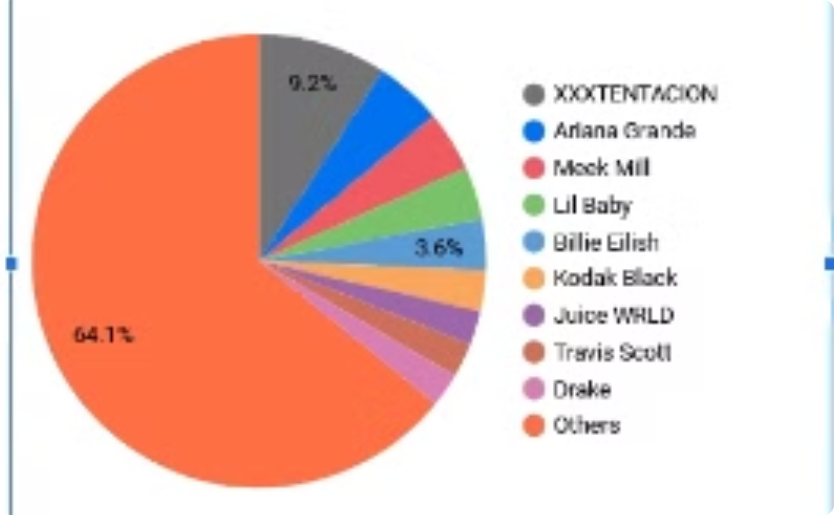 9.2%
3.6%
64.1%
XXXTENTACION
Ariana Grande
Meek Mill
Lil Baby
Billie Eilish
Kodak Black
Juice WRLD
Travis Scott
Drake
Others